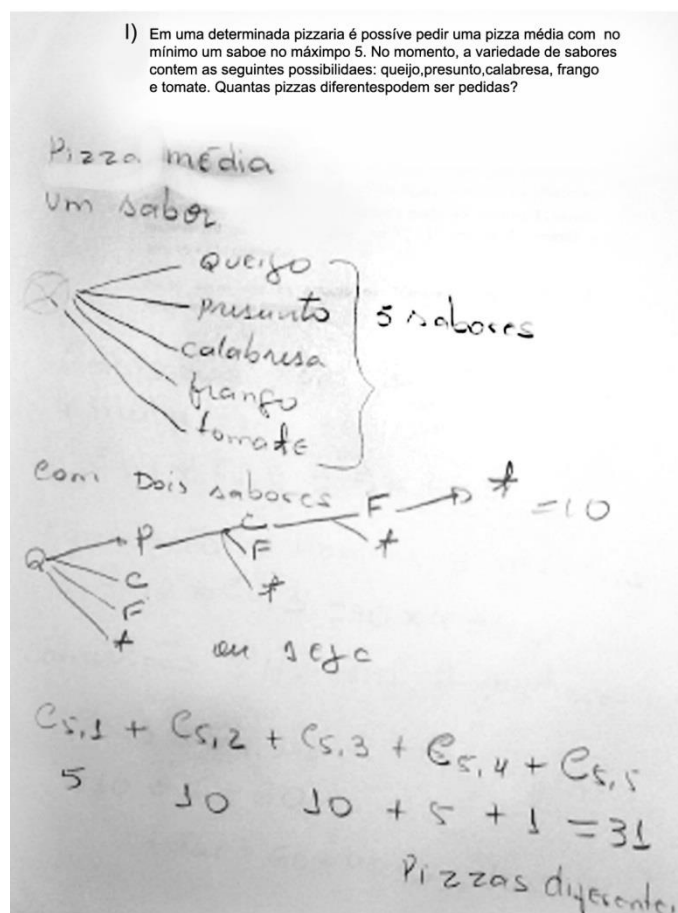 1) Em uma determinada pizzaria é possíve pedir uma pizza média com no
mínimo um saboe no máximpo 5. No momento, a variedade de sabores
contem as seguintes possibilidaes: queijo,presunto,calabresa, frango
e tomate. Quantas pizzas diferentespodem ser pedidas?
Pizza média
um sabor
Queijo
presunto
calabresa
frango
tomate
5 sabores
com Dois sabores
Q P C F t = 10
C F t
F t
t
ou seja
C5,1 + C5,2 + C5,3 + C5,4 + C5,5
5 10 10 + 5 + 1 = 31
Pizzas diferentes